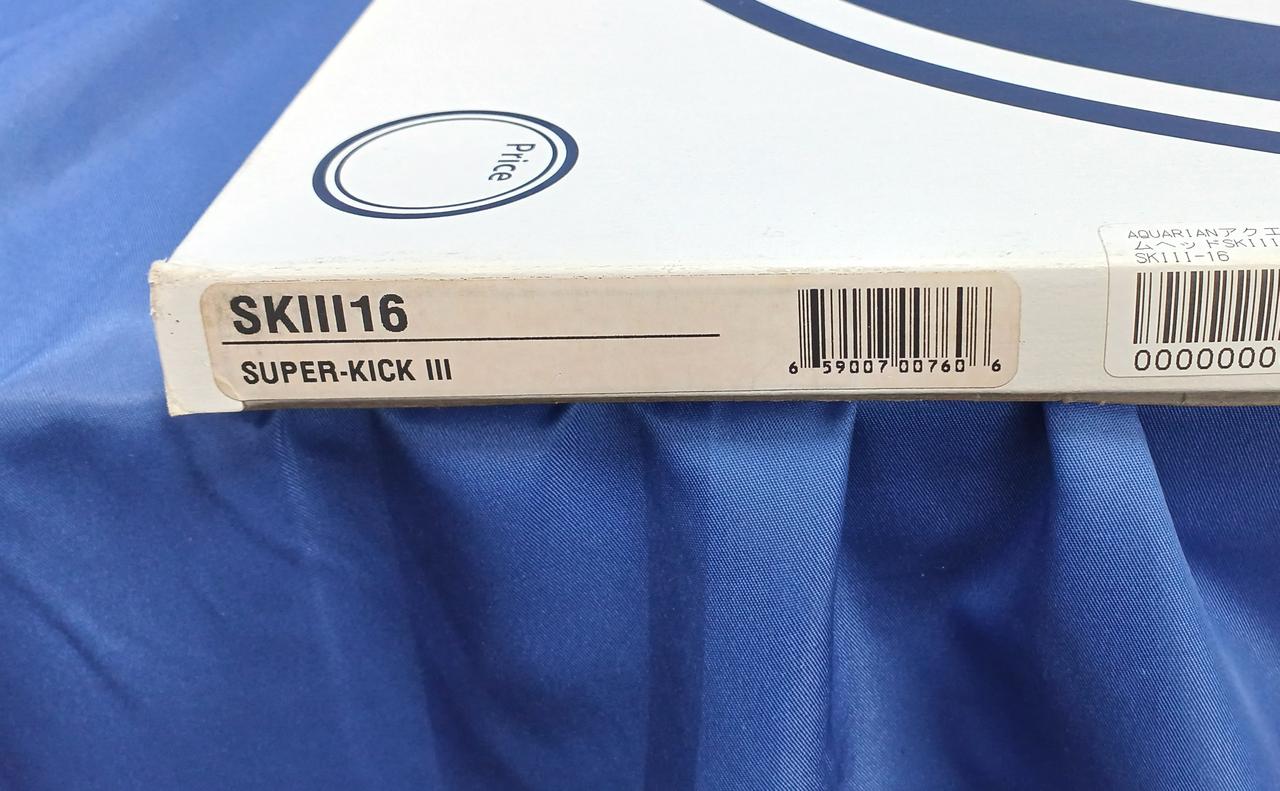 Price
SKIII16
SUPER-KICK III
6 59007 00760 6
AQUARIANアクエ
ムヘッドSKIII
SKIII-16
0000000